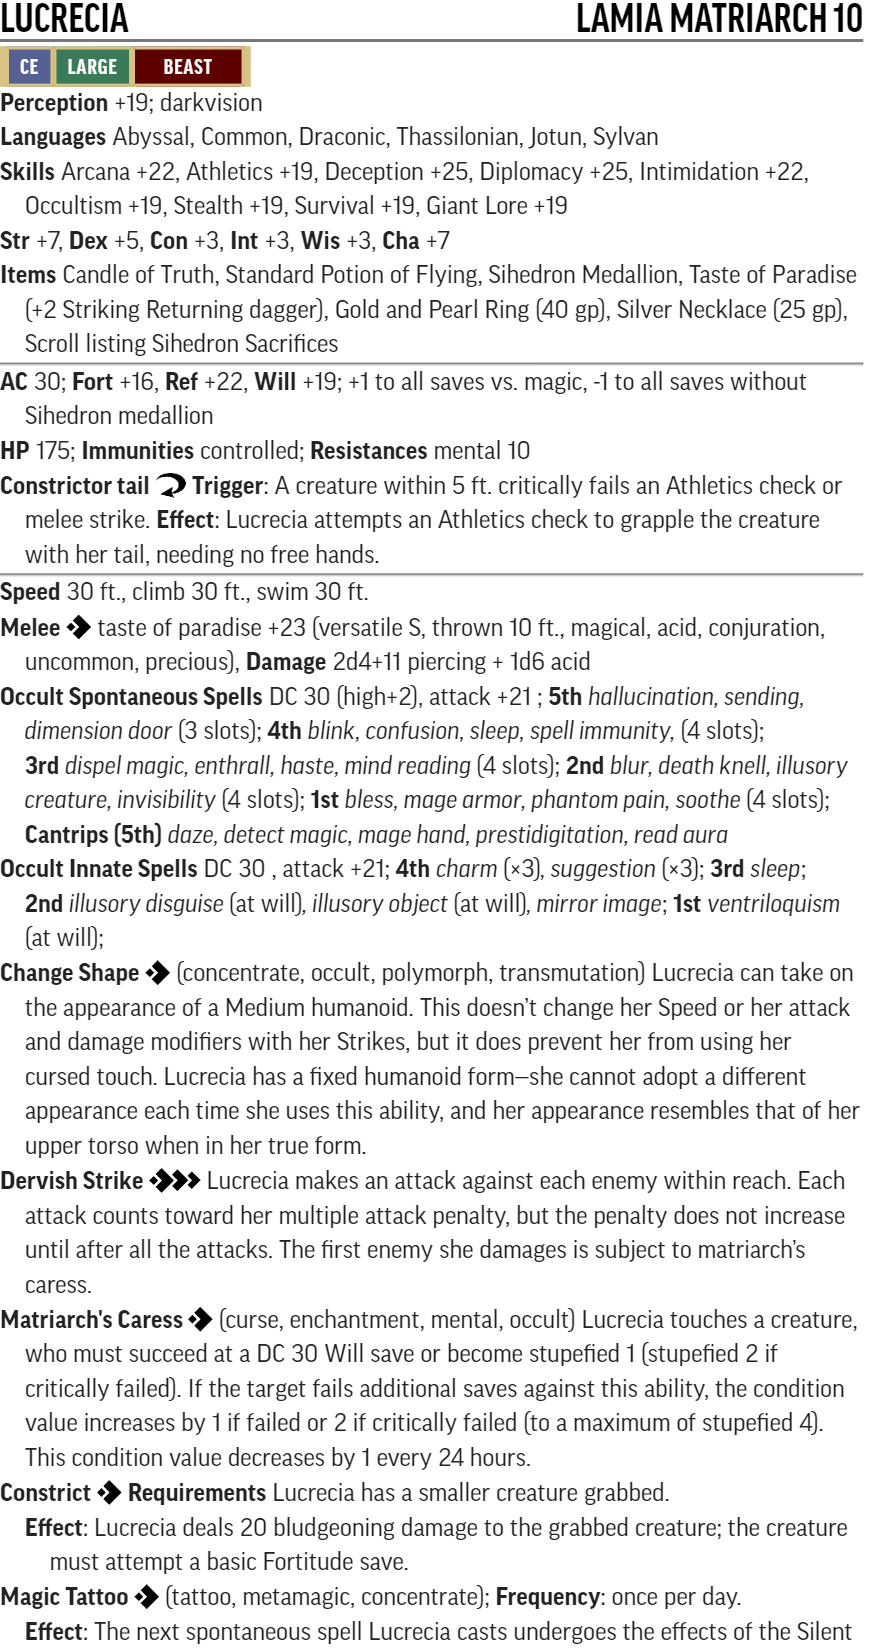 LUCRECIA LAMIA MATRIARCH 10
CE LARGE BEAST
Perception +19; darkvision
Languages Abyssal, Common, Draconic, Thassilonian, Jotun, Sylvan
Skills Arcana +22, Athletics +19, Deception +25, Diplomacy +25, Intimidation +22,
Occultism +19, Stealth +19, Survival +19, Giant Lore +19
Str +7, Dex +5, Con +3, Int +3, Wis +3, Cha +7
Items Candle of Truth, Standard Potion of Flying, Sihedron Medallion, Taste of Paradise
(+2 Striking Returning dagger), Gold and Pearl Ring (40 gp), Silver Necklace (25 gp),
Scroll listing Sihedron Sacrifices
AC 30; Fort +16, Ref +22, Will +19; +1 to all saves vs. magic, -1 to all saves without
Sihedron medallion
HP 175; Immunities controlled; Resistances mental 10
Constrictor tail Trigger: A creature within 5 ft. critically fails an Athletics check or
melee strike. Effect: Lucrecia attempts an Athletics check to grapple the creature
with her tail, needing no free hands.
Speed 30 ft., climb 30 ft., swim 30 ft.
Melee taste of paradise +23 (versatile S, thrown 10 ft., magical, acid, conjuration,
uncommon, precious), Damage 2d4+11 piercing + 1d6 acid
Occult Spontaneous Spells DC 30 (high+2), attack +21 ; 5th hallucination, sending,
dimension door (3 slots); 4th blink, confusion, sleep, spell immunity, (4 slots);
3rd dispel magic, enthrall, haste, mind reading (4 slots); 2nd blur, death knell, illusory
creature, invisibility (4 slots); 1st bless, mage armor, phantom pain, soothe (4 slots);
Cantrips (5th) daze, detect magic, mage hand, prestidigitation, read aura
Occult Innate Spells DC 30 , attack +21; 4th charm (×3), suggestion (×3); 3rd sleep;
2nd illusory disguise (at will), illusory object (at will), mirror image; 1st ventriloquism
(at will);
Change Shape (concentrate, occult, polymorph, transmutation) Lucrecia can take on
the appearance of a Medium humanoid. This doesn't change her Speed or her attack
and damage modifiers with her Strikes, but it does prevent her from using her
cursed touch. Lucrecia has a fixed humanoid form—she cannot adopt a different
appearance each time she uses this ability, and her appearance resembles that of her
upper torso when in her true form.
Dervish Strike Lucrecia makes an attack against each enemy within reach. Each
attack counts toward her multiple attack penalty, but the penalty does not increase
until after all the attacks. The first enemy she damages is subject to matriarch's
caress.
Matriarch's Caress (curse, enchantment, mental, occult) Lucrecia touches a creature,
who must succeed at a DC 30 Will save or become stupefied 1 (stupefied 2 if
critically failed). If the target fails additional saves against this ability, the condition
value increases by 1 if failed or 2 if critically failed (to a maximum of stupefied 4).
This condition value decreases by 1 every 24 hours.
Constrict Requirements Lucrecia has a smaller creature grabbed.
Effect: Lucrecia deals 20 bludgeoning damage to the grabbed creature; the creature
must attempt a basic Fortitude save.
Magic Tattoo (tattoo, metamagic, concentrate); Frequency: once per day.
Effect: The next spontaneous spell Lucrecia casts undergoes the effects of the Silent